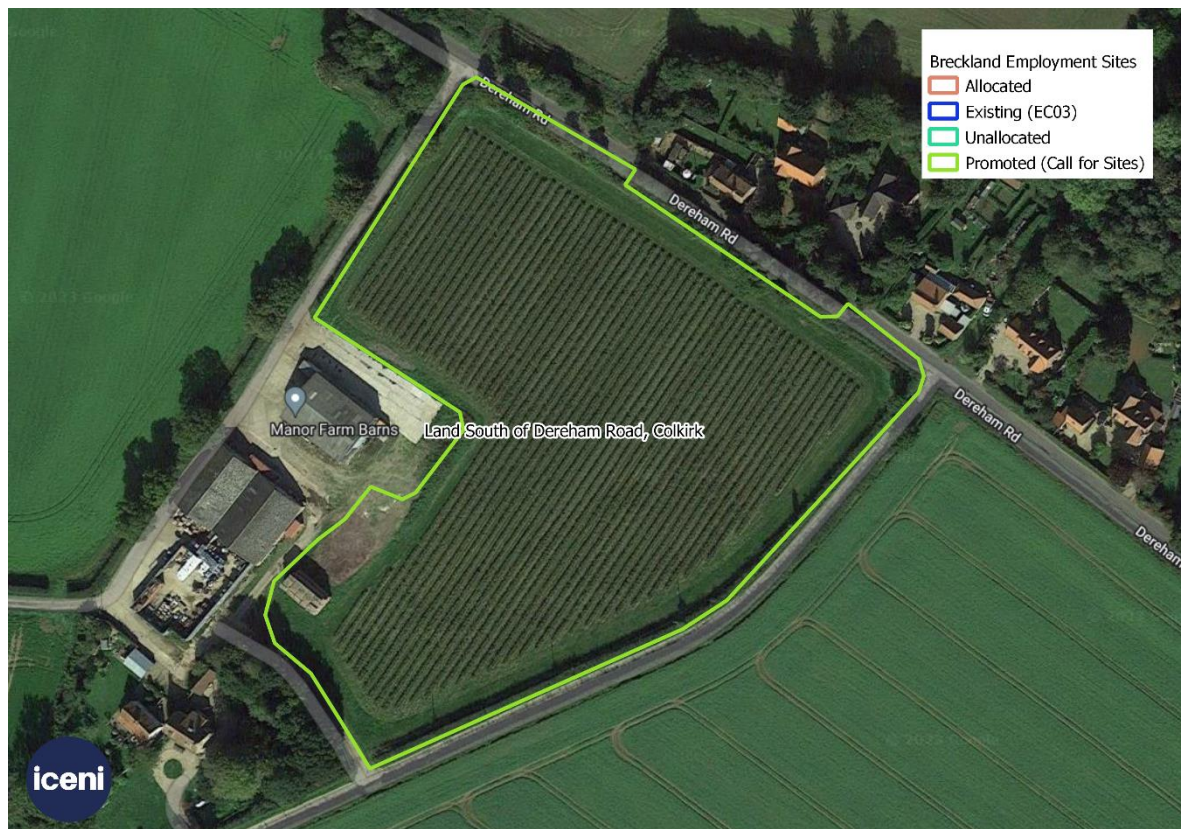 Breckland Employment Sites
Allocated
Existing (EC03)
Unallocated
Promoted (Call for Sites)
Dereham Rd
Dereham Rd
Manor Farm Barns
Land South of Dereham Road, Colkirk
Dereham Rd
Dereham
iceni